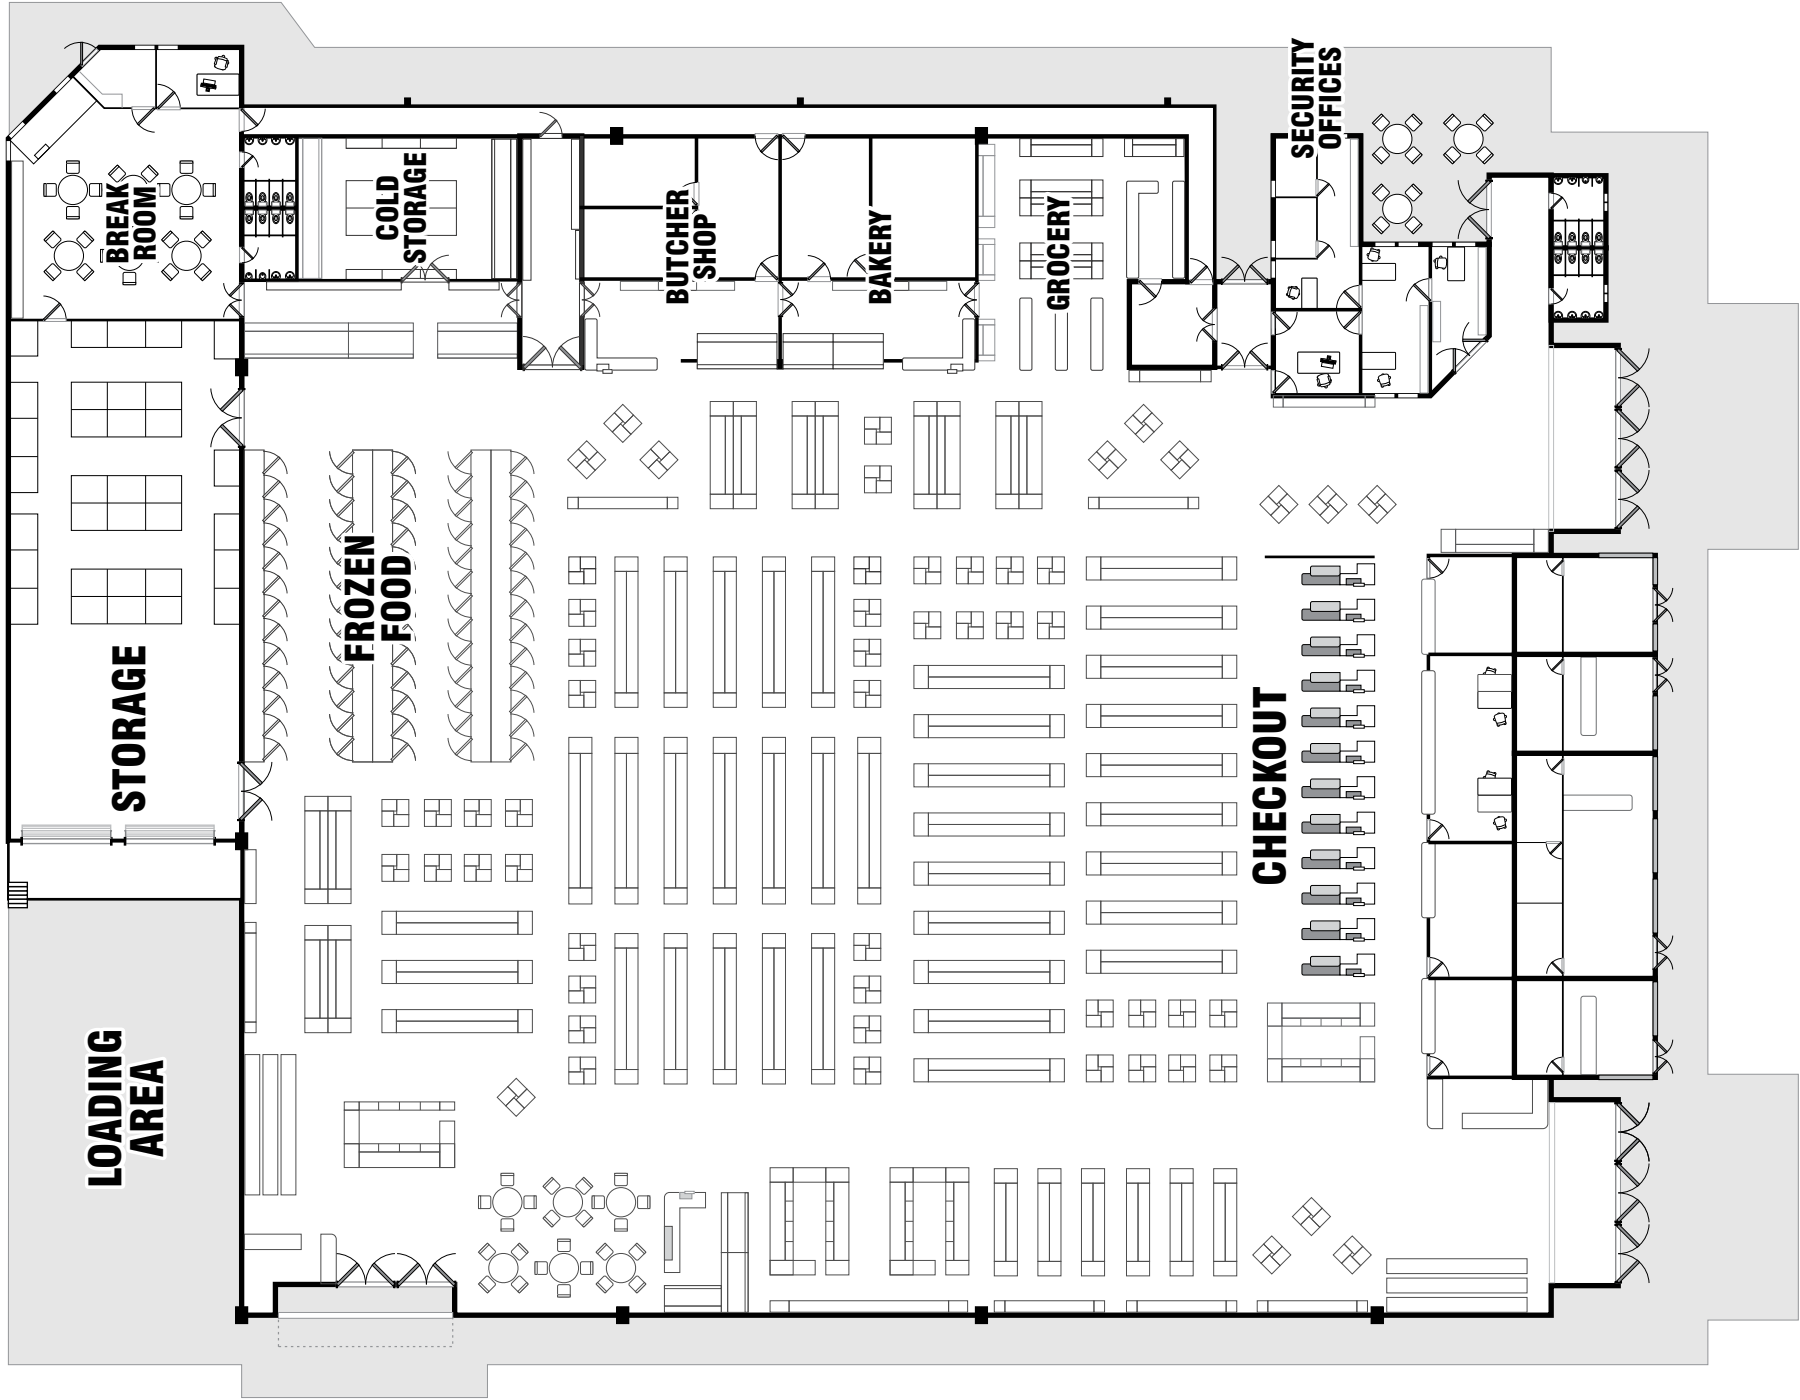 SECURITY
OFFICES
BREAK
ROOM
COLD
STORAGE
BUTCHER
SHOP
BAKERY
GROCERY
FROZEN
FOOD
STORAGE
CHECKOUT
LOADING
AREA